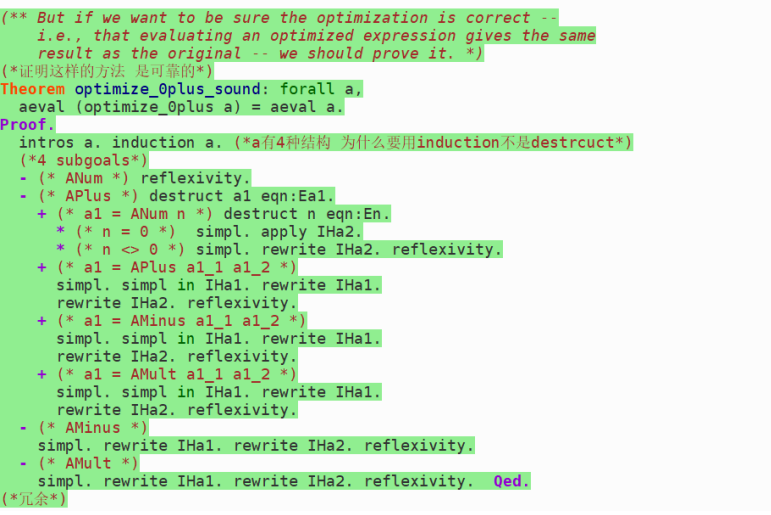 (** But if we want to be sure the optimization is correct --
i.e., that evaluating an optimized expression gives the same
result as the original -- we should prove it. *)
(*证明这样的方法 是可靠的*)
Theorem optimize_0plus_sound: forall a,
aeval (optimize_0plus a) = aeval a.
Proof.
intros a. induction a. (*a有4种结构 为什么要用induction不是destrcuct*)
(*4 subgoals*)
- (* ANum *) reflexivity.
- (* APlus *) destruct a1 eqn:Ea1.
+ (* a1 = ANum n *) destruct n eqn:En.
* (* n = 0 *)  simpl. apply IHa2.
* (* n <> 0 *) simpl. rewrite IHa2. reflexivity.
+ (* a1 = APlus a1_1 a1_2 *)
simpl. simpl in IHa1. rewrite IHa1.
rewrite IHa2. reflexivity.
+ (* a1 = AMinus a1_1 a1_2 *)
simpl. simpl in IHa1. rewrite IHa1.
rewrite IHa2. reflexivity.
+ (* a1 = AMult a1_1 a1_2 *)
simpl. simpl in IHa1. rewrite IHa1.
rewrite IHa2. reflexivity.
- (* AMinus *)
simpl. rewrite IHa1. rewrite IHa2. reflexivity.
- (* AMult *)
simpl. rewrite IHa1. rewrite IHa2. reflexivity.  Qed.
(*冗余*)